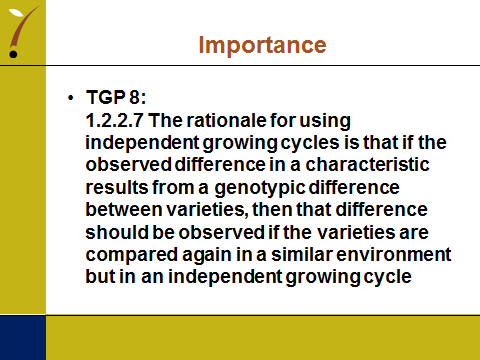 Importance
• TGP 8:
1.2.2.7 The rationale for using
independent growing cycles is that if the
observed difference in a characteristic
results from a genotypic difference
between varieties, then that difference
should be observed if the varieties are
compared again in a similar environment
but in an independent growing cycle